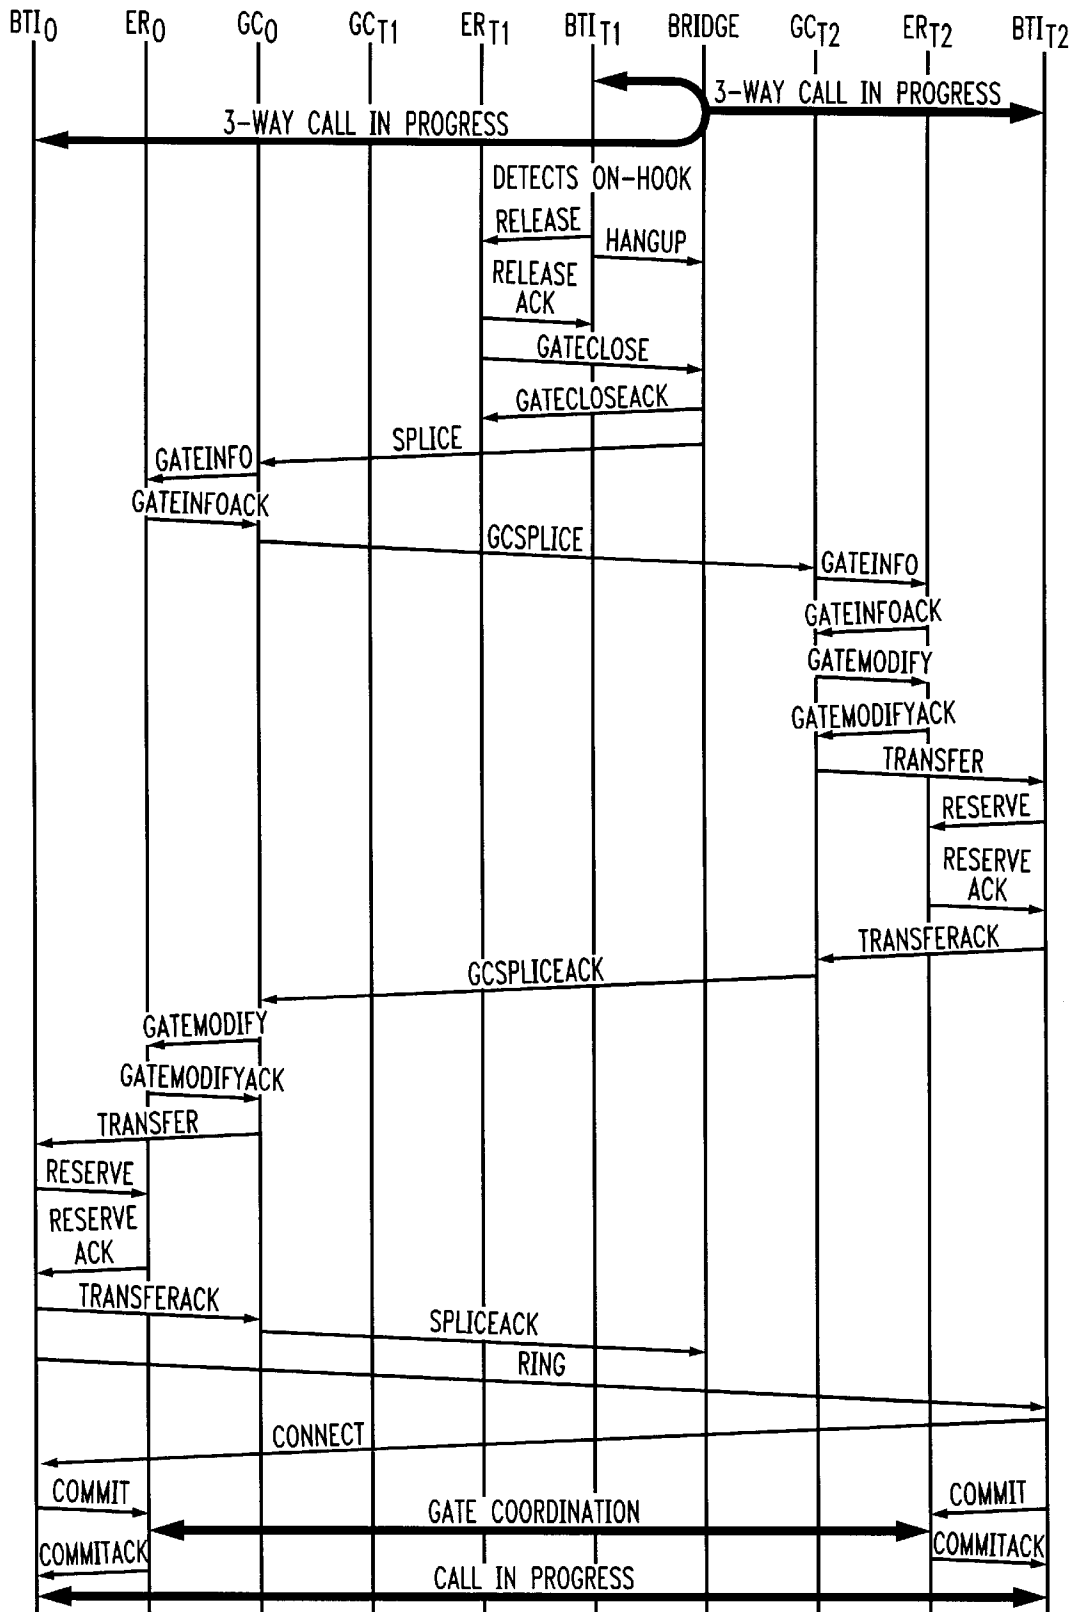 BTIO ERO GCO GCT1 ERT1 BTIT1 BRIDGE GCT2 ERT2 BTIT2
3-WAY CALL IN PROGRESS
3-WAY CALL IN PROGRESS
DETECTS ON-HOOK
RELEASE
HANGUP
RELEASE
ACK
GATECLOSE
GATECLOSEACK
SPLICE
GATEINFO
GATEINFOACK
GCSPLICE
GATEINFO
GATEINFOACK
GATEMODIFY
GATEMODIFYACK
TRANSFER
RESERVE
RESERVE
ACK
TRANSFERACK
GCSPLICEACK
GATEMODIFY
GATEMODIFYACK
TRANSFER
RESERVE
RESERVE
ACK
TRANSFERACK
SPLICEACK
RING
CONNECT
COMMIT
COMMIT
GATE COORDINATION
COMMITACK
COMMITACK
CALL IN PROGRESS